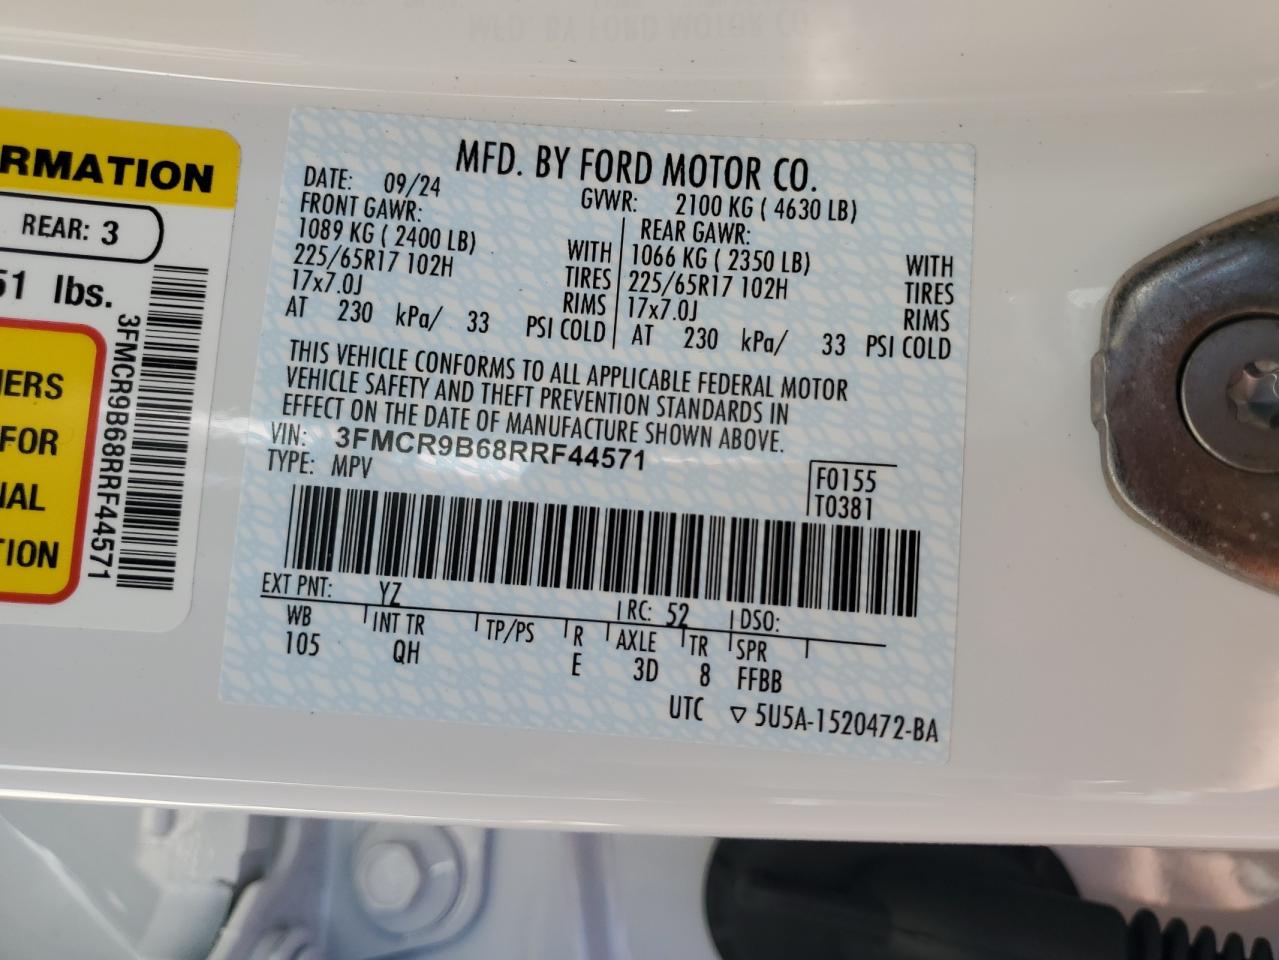 RMATION
REAR: 3
51 lbs.
IERS
FOR
IAL
TION
3FMCR9B68RRF44571
MFD. BY FORD MOTOR CO.
DATE: 09/24 GVWR: 2100 KG ( 4630 LB)
FRONT GAWR: REAR GAWR:
1089 KG ( 2400 LB) WITH 1066 KG ( 2350 LB) WITH
225/65R17 102H TIRES 225/65R17 102H TIRES
17x7.0J RIMS 17x7.0J RIMS
AT 230 kPa/ 33 PSI COLD AT 230 kPa/ 33 PSI COLD
THIS VEHICLE CONFORMS TO ALL APPLICABLE FEDERAL MOTOR
VEHICLE SAFETY AND THEFT PREVENTION STANDARDS IN
EFFECT ON THE DATE OF MANUFACTURE SHOWN ABOVE.
VIN: 3FMCR9B68RRF44571
TYPE: MPV
F0155
T0381
EXT PNT: YZ RC: 52 DSO:
WB INT TR TP/PS R AXLE TR SPR
105 QH E 3D 8 FFBB
UTC ▽ 5U5A-1520472-BA